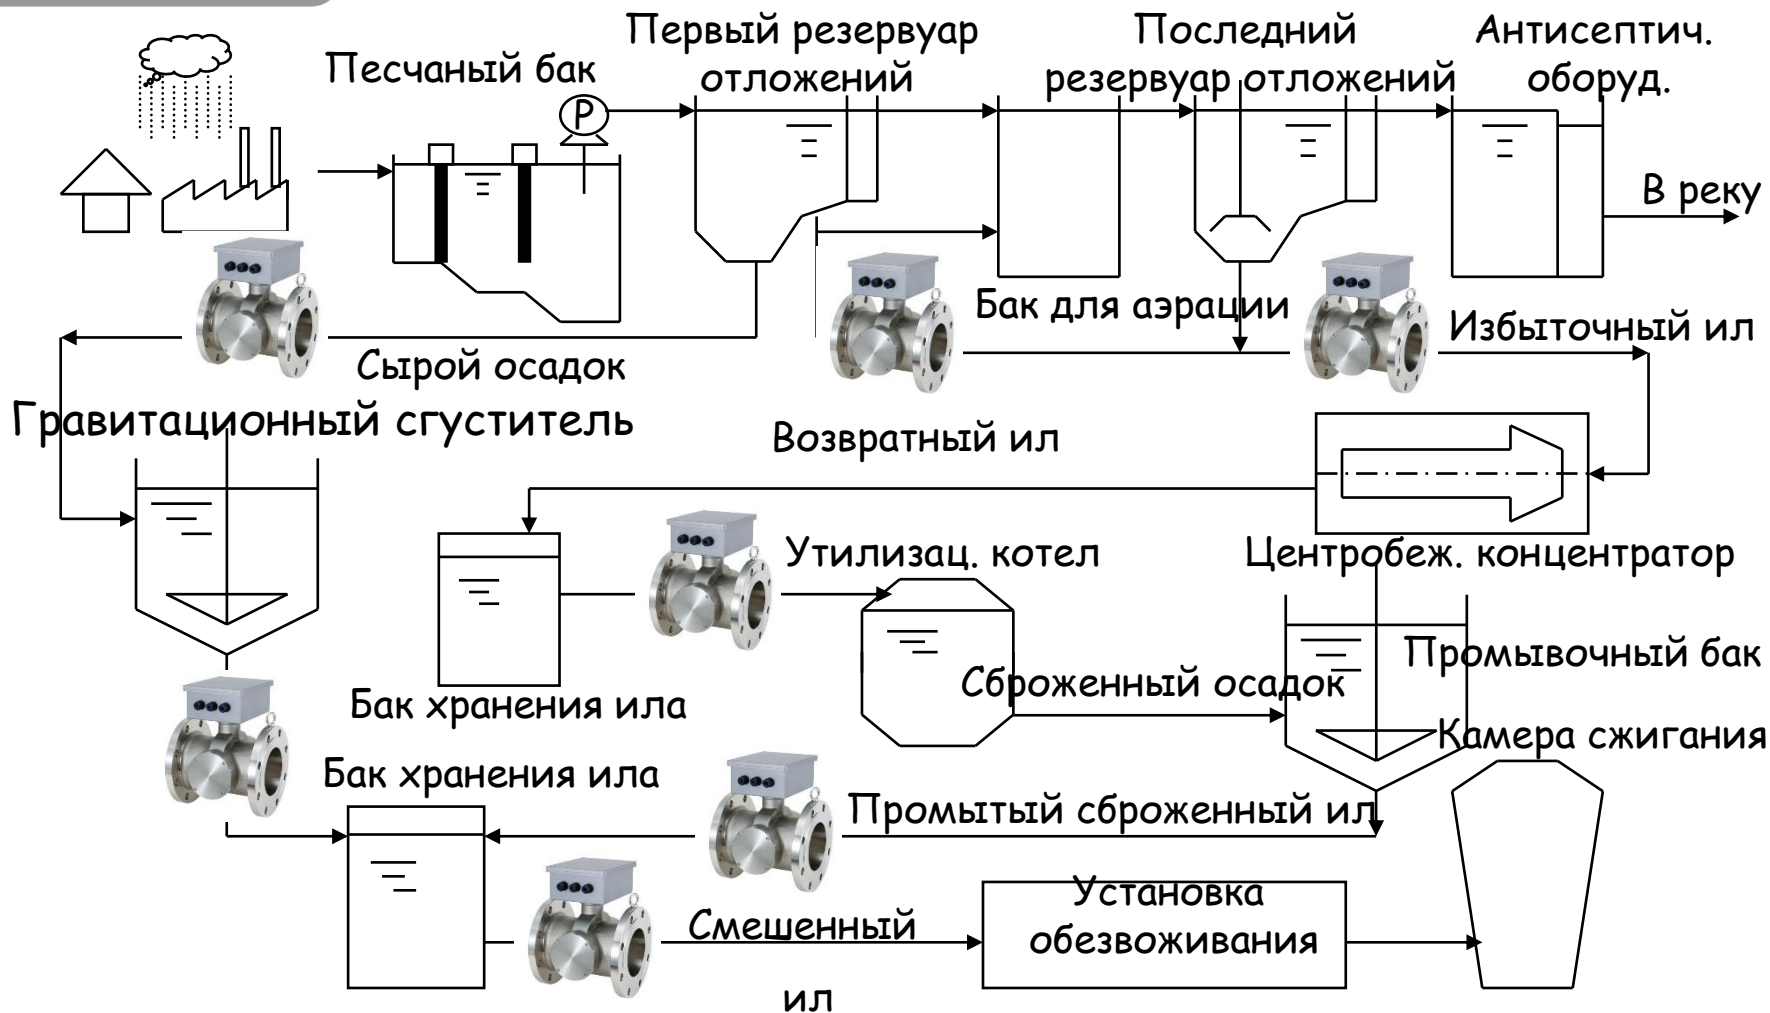 Песчаный бак
Первый резервуар
отложений
Последний
резервуар отложений
Антисептич.
оборуд.
P
В реку
Бак для аэрации
Избыточный ил
Сырой осадок
Гравитационный сгуститель
Возвратный ил
Утилизац. котел
Центробеж. концентратор
Промывочный бак
Сброженный осадок
Бак хранения ила
Камера сжигания
Бак хранения ила
Промытый сброженный ил
Установка
обезвоживания
Смешенный
ил